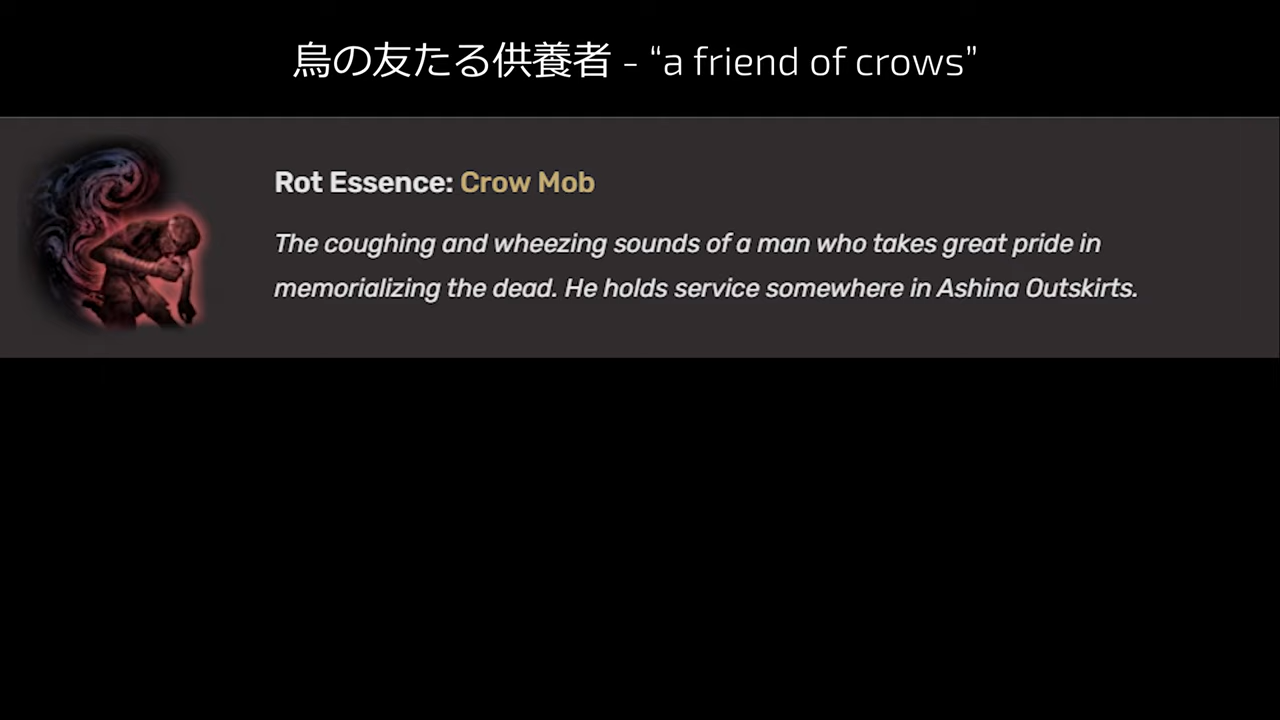 烏の友たる供養者 - “a friend of crows”
Rot Essence: Crow Mob
The coughing and wheezing sounds of a man who takes great pride in
memorializing the dead. He holds service somewhere in Ashina Outskirts.